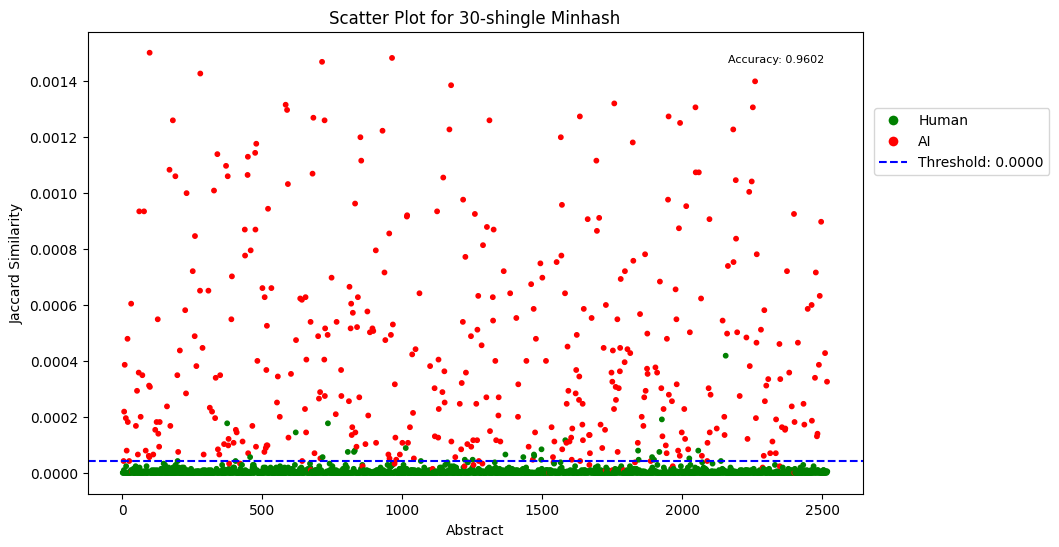 Scatter Plot for 30-shingle Minhash
Accuracy: 0.9602
Human
AI
Threshold: 0.0000
Jaccard Similarity
0.0014
0.0012
0.0010
0.0008
0.0006
0.0004
0.0002
0.0000
0
500
1000
1500
2000
2500
Abstract